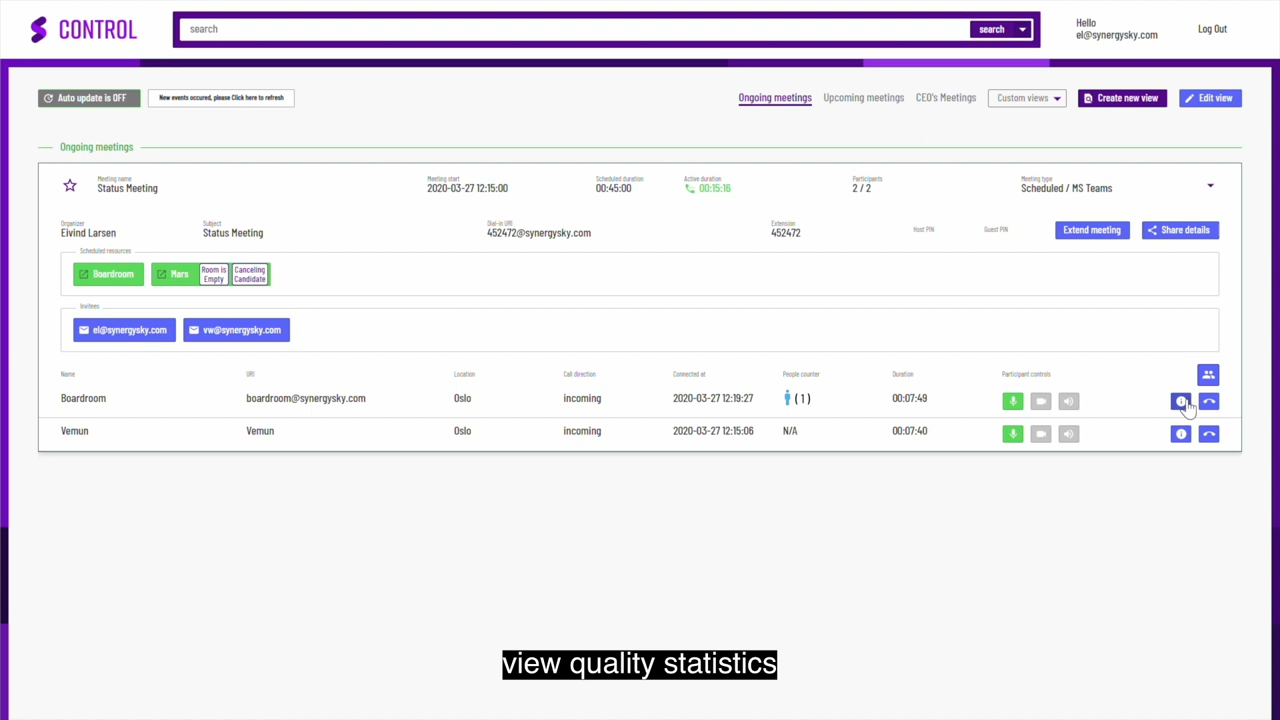 CONTROL
search
search
Hello
el@synergysky.com
Log Out
Auto update is OFF
New events occured, please Click here to refresh
Ongoing meetings
Upcoming meetings
CEO's Meetings
Custom views
Create new view
Edit view
Ongoing meetings
Meeting name
Status Meeting
Meeting start
2020-03-27 12:15:00
Scheduled duration
00:45:00
Active duration
00:15:16
Participants
2 / 2
Meeting type
Scheduled / MS Teams
Organizer
Eivind Larsen
Subject
Status Meeting
Dial-in URI
452472@synergysky.com
Extension
452472
Host PIN
Guest PIN
Extend meeting
Share details
Scheduled resources
Boardroom
Mars
Room is
Empty
Canceling
Candidate
Invitees
el@synergysky.com
vw@synergysky.com
Name URI Location Call direction Connected at People counter Duration Participant controls
Boardroom boardroom@synergysky.com Oslo incoming 2020-03-27 12:19:27 ( 1 ) 00:07:49
Vemun Vemun Oslo incoming 2020-03-27 12:15:06 N/A 00:07:40
view quality statistics